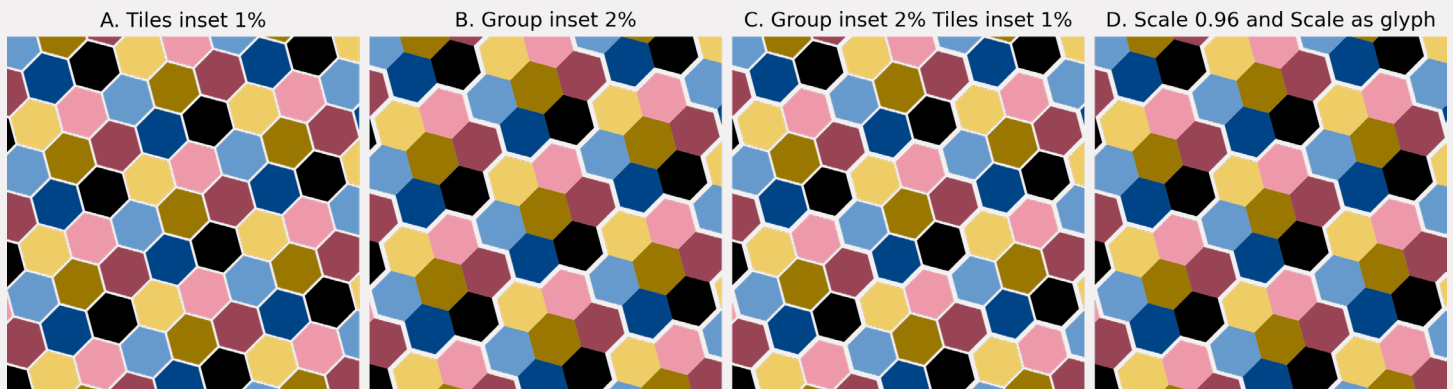 A. Tiles inset 1%
B. Group inset 2%
C. Group inset 2% Tiles inset 1%
D. Scale 0.96 and Scale as glyph